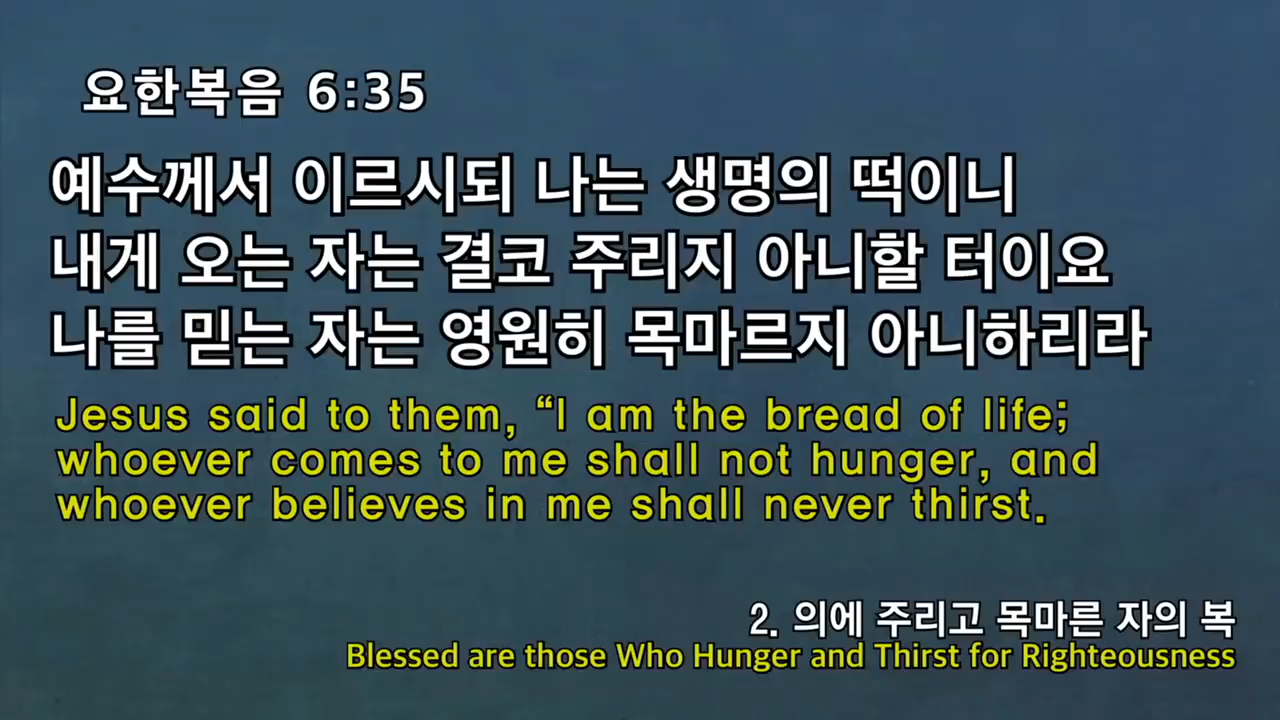 요한복음 6:35
예수께서 이르시되 나는 생명의 떡이니
내게 오는 자는 결코 주리지 아니할 터이요
나를 믿는 자는 영원히 목마르지 아니하리라
Jesus said to them, “I am the bread of life;
whoever comes to me shall not hunger, and
whoever believes in me shall never thirst.
2. 의에 주리고 목마른 자의 복
Blessed are those Who Hunger and Thirst for Righteousness